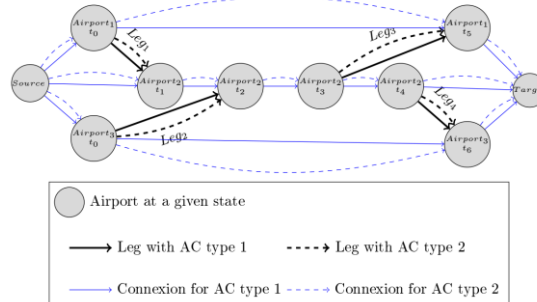 Airport1
t0
Leg1
Leg3
Airport1
t5
Source
Airport2
t1
Airport2
t2
Airport2
t3
Airport2
t4
Targ
Airport3
t0
Leg2
Leg4
Airport3
t6
Airport at a given state
Leg with AC type 1
Leg with AC type 2
Connexion for AC type 1
Connexion for AC type 2